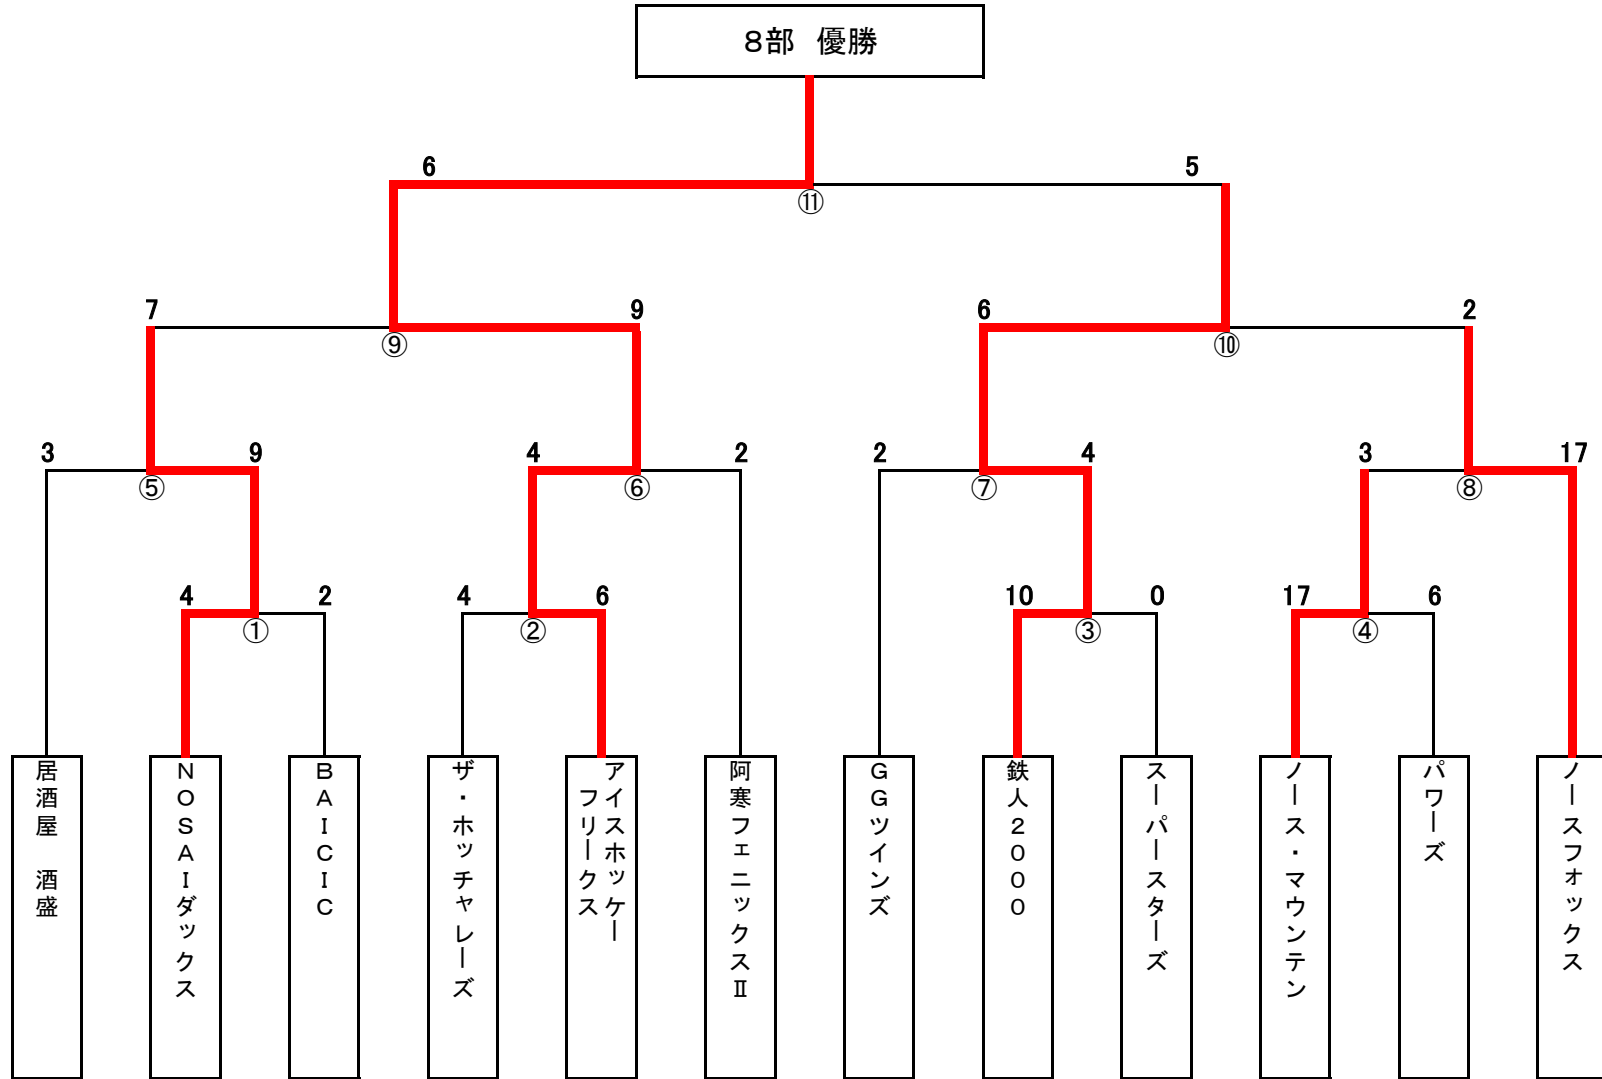 8部 優勝
6
5
⑪
7
9
6
2
⑨
⑩
3
9
4
2
2
4
3
17
⑤
⑥
⑦
⑧
4
2
4
6
10
0
17
6
①
②
③
④
居酒屋 酒盛
NOSAIダックス
BAICIC
ザ・ホッチャレーズ
アイスホッケー
フリークス
阿寒フェニックスⅡ
GGツインズ
鉄人2000
スーパースターズ
ノース・マウンテン
パワーズ
ノースフォックス